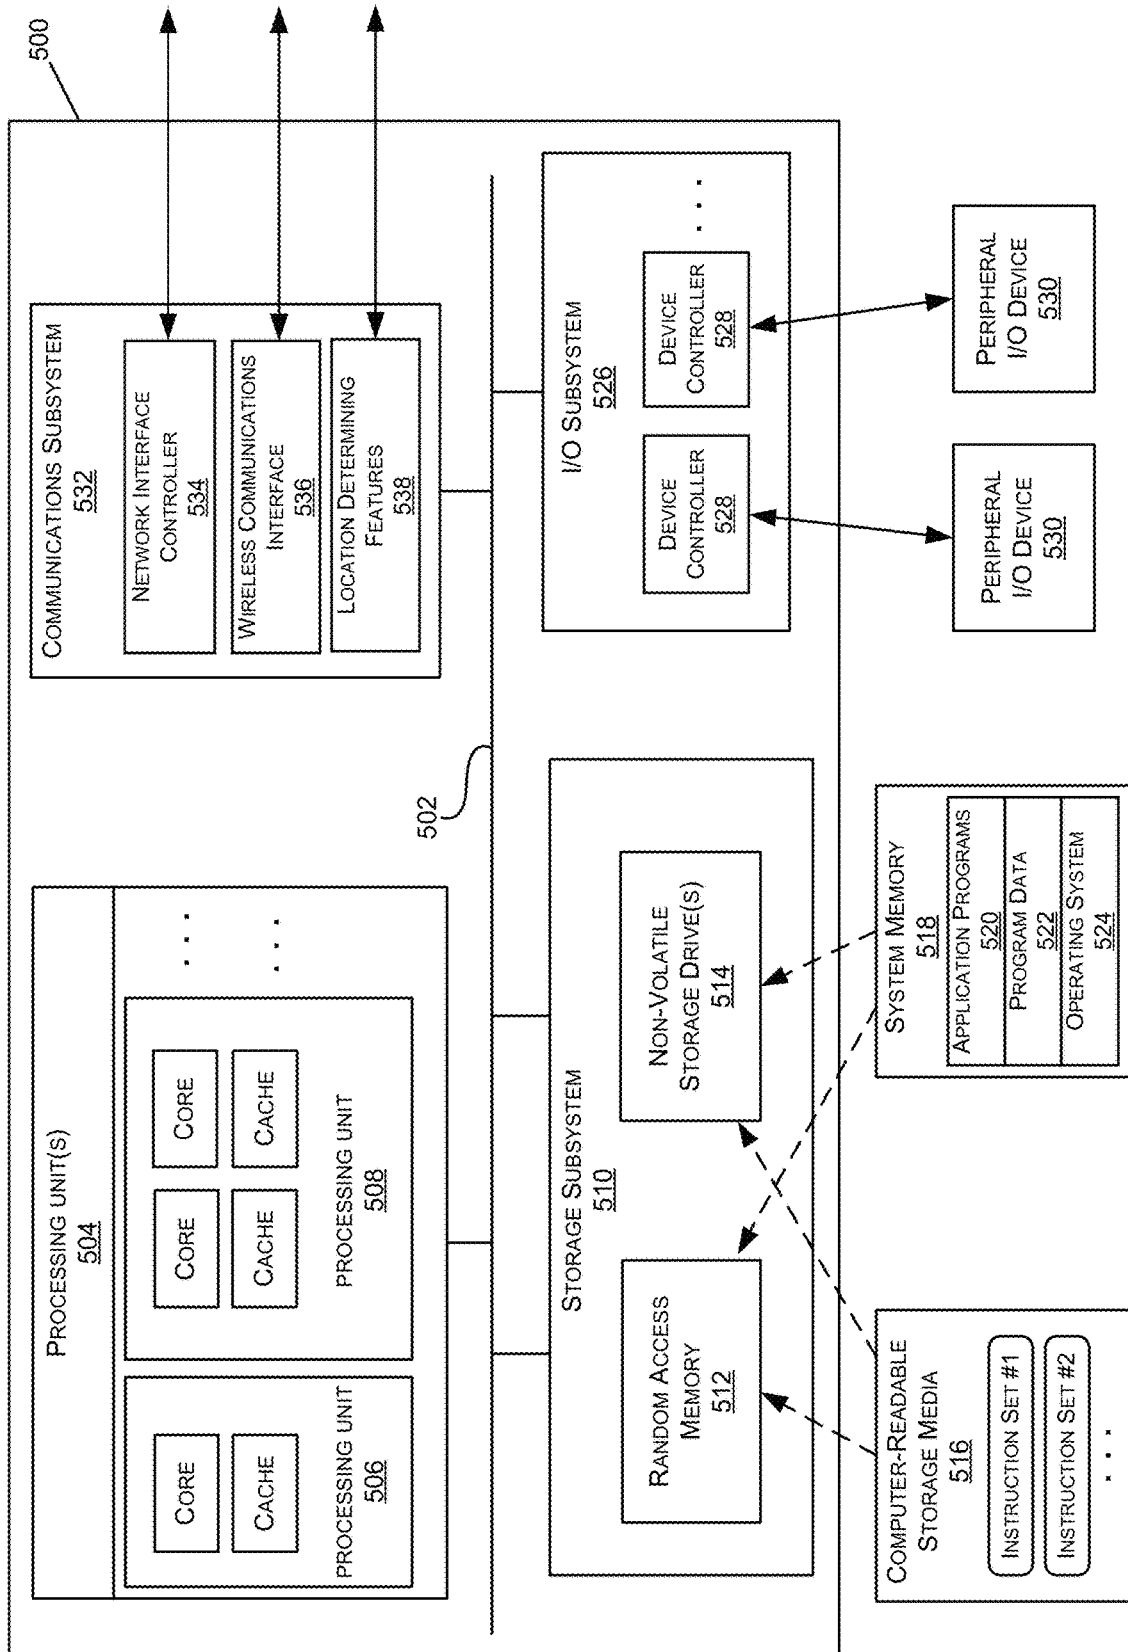 500
PROCESSING UNIT(S)
504
CORE
CACHE
PROCESSING UNIT
506
CORE
CORE
CACHE
CACHE
PROCESSING UNIT
508
. . .
. . .
COMMUNICATIONS SUBSYSTEM
532
NETWORK INTERFACE
CONTROLLER
534
WIRELESS COMMUNICATIONS
INTERFACE
536
LOCATION DETERMINING
FEATURES
538
502
STORAGE SUBSYSTEM
510
RANDOM ACCESS
MEMORY
512
NON-VOLATILE
STORAGE DRIVE(S)
514
I/O SUBSYSTEM
526
DEVICE
CONTROLLER
528
DEVICE
CONTROLLER
528
. . .
COMPUTER-READABLE
STORAGE MEDIA
516
INSTRUCTION SET #1
INSTRUCTION SET #2
. . .
SYSTEM MEMORY
518
APPLICATION PROGRAMS
520
PROGRAM DATA
522
OPERATING SYSTEM
524
PERIPHERAL
I/O DEVICE
530
PERIPHERAL
I/O DEVICE
530